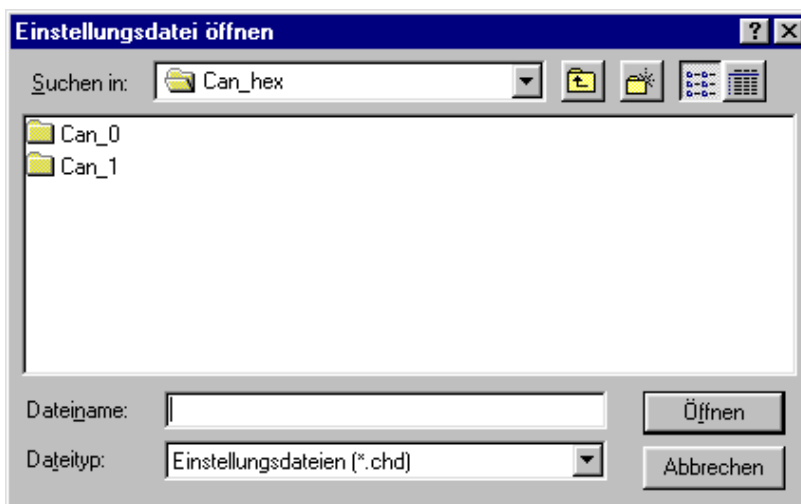 Einstellungsdatei öffnen
Suchen in: Can_hex
Can_0
Can_1
Dateiname: Öffnen
Dateityp: Einstellungsdateien (*.chd) Abbrechen